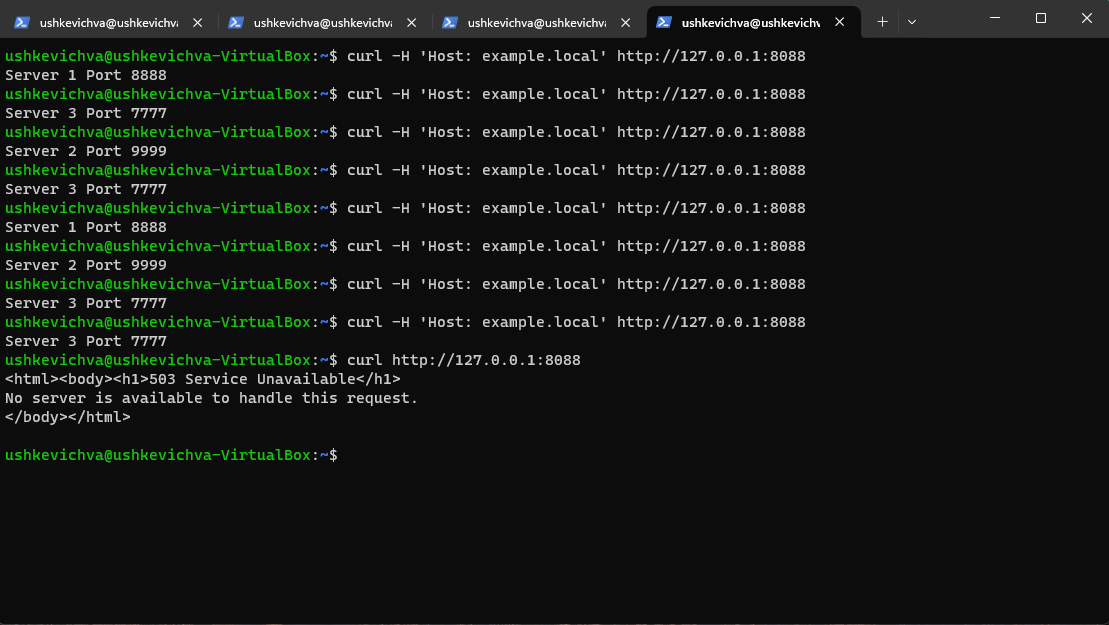 ushkevichva@ushkevichva ushkevichva@ushkevichva ushkevichva@ushkevichva ushkevichva@ushkevichv
ushkevichva@ushkevichva-VirtualBox:~$ curl -H 'Host: example.local' http://127.0.0.1:8088
Server 1 Port 8888
ushkevichva@ushkevichva-VirtualBox:~$ curl -H 'Host: example.local' http://127.0.0.1:8088
Server 3 Port 7777
ushkevichva@ushkevichva-VirtualBox:~$ curl -H 'Host: example.local' http://127.0.0.1:8088
Server 2 Port 9999
ushkevichva@ushkevichva-VirtualBox:~$ curl -H 'Host: example.local' http://127.0.0.1:8088
Server 3 Port 7777
ushkevichva@ushkevichva-VirtualBox:~$ curl -H 'Host: example.local' http://127.0.0.1:8088
Server 1 Port 8888
ushkevichva@ushkevichva-VirtualBox:~$ curl -H 'Host: example.local' http://127.0.0.1:8088
Server 2 Port 9999
ushkevichva@ushkevichva-VirtualBox:~$ curl -H 'Host: example.local' http://127.0.0.1:8088
Server 3 Port 7777
ushkevichva@ushkevichva-VirtualBox:~$ curl -H 'Host: example.local' http://127.0.0.1:8088
Server 3 Port 7777
ushkevichva@ushkevichva-VirtualBox:~$ curl http://127.0.0.1:8088
<html><body><h1>503 Service Unavailable</h1>
No server is available to handle this request.
</body></html>
ushkevichva@ushkevichva-VirtualBox:~$